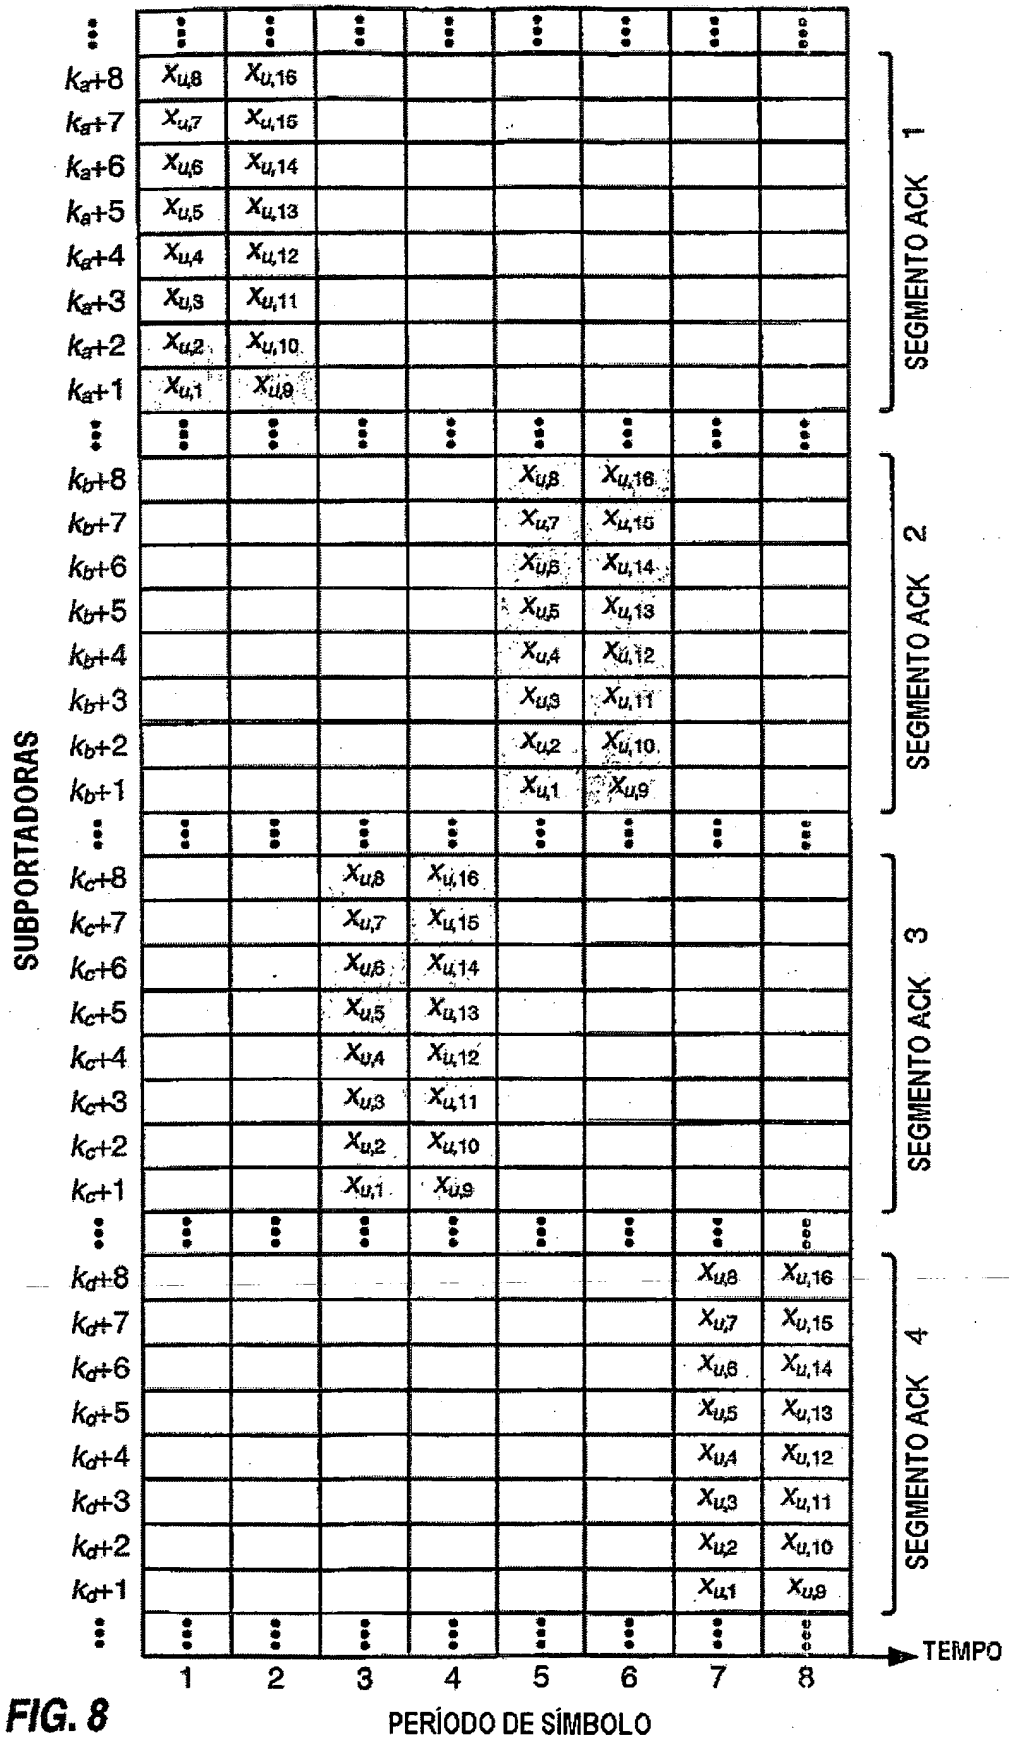 ••• ••• ••• ••• ••• ••• ••• ••• •••
ka+8 Xu,8 Xu,16
ka+7 Xu,7 Xu,15
ka+6 Xu,6 Xu,14
ka+5 Xu,5 Xu,13
ka+4 Xu,4 Xu,12
ka+3 Xu,3 Xu,11
ka+2 Xu,2 Xu,10
ka+1 Xu,1 Xu,9
SEGMENTO ACK 1
••• ••• ••• ••• ••• ••• ••• ••• •••
kb+8 Xu,8 Xu,16
kb+7 Xu,7 Xu,15
kb+6 Xu,6 Xu,14
kb+5 Xu,5 Xu,13
kb+4 Xu,4 Xu,12
kb+3 Xu,3 Xu,11
kb+2 Xu,2 Xu,10
kb+1 Xu,1 Xu,9
SEGMENTO ACK 2
SUBPORTADORAS
••• ••• ••• ••• ••• ••• ••• ••• •••
kc+8 Xu,8 Xu,16
kc+7 Xu,7 Xu,15
kc+6 Xu,6 Xu,14
kc+5 Xu,5 Xu,13
kc+4 Xu,4 Xu,12
kc+3 Xu,3 Xu,11
kc+2 Xu,2 Xu,10
kc+1 Xu,1 Xu,9
SEGMENTO ACK 3
••• ••• ••• ••• ••• ••• ••• ••• •••
kd+8 Xu,8 Xu,16
kd+7 Xu,7 Xu,15
kd+6 Xu,6 Xu,14
kd+5 Xu,5 Xu,13
kd+4 Xu,4 Xu,12
kd+3 Xu,3 Xu,11
kd+2 Xu,2 Xu,10
kd+1 Xu,1 Xu,9
SEGMENTO ACK 4
••• ••• ••• ••• ••• ••• ••• ••• •••
TEMPO
1 2 3 4 5 6 7 8
FIG. 8
PERÍODO DE SÍMBOLO